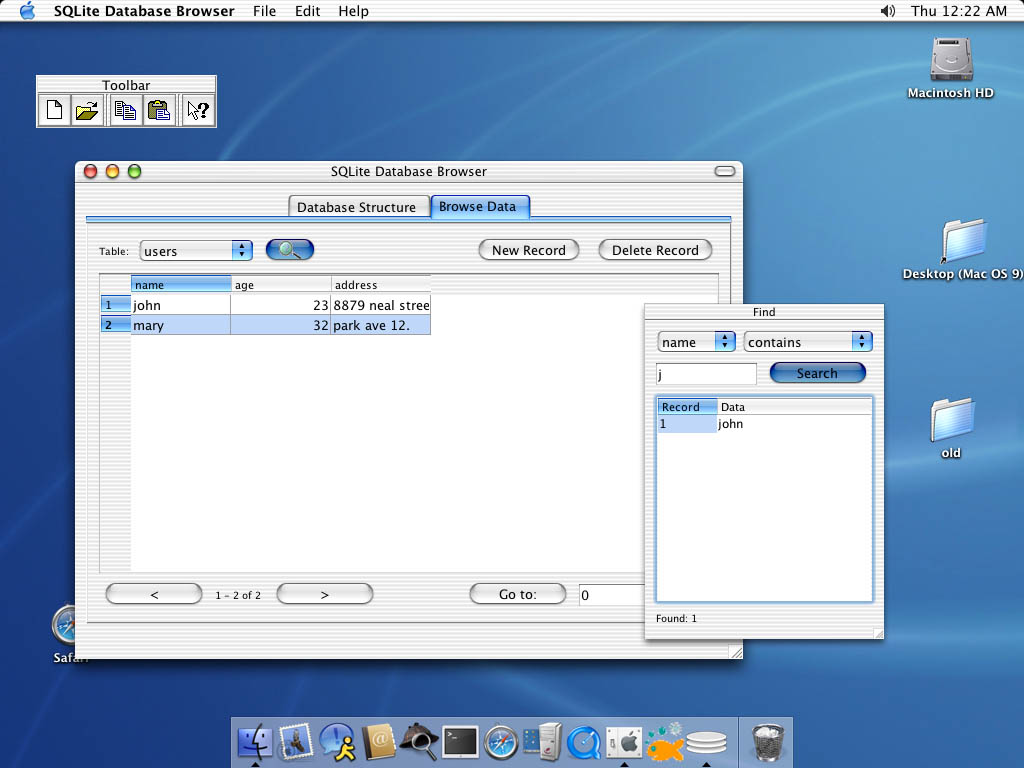 SQLite Database Browser File Edit Help Thu 12:22 AM
Macintosh HD
Toolbar
SQLite Database Browser
Database Structure Browse Data
Table: users New Record Delete Record
name age address
1 john 23 8879 neal stree
2 mary 32 park ave 12.
< 1 - 2 of 2 > Go to: 0
Find
name contains
j Search
Record Data
1 john
Found: 1
Desktop (Mac OS 9)
old
Safari